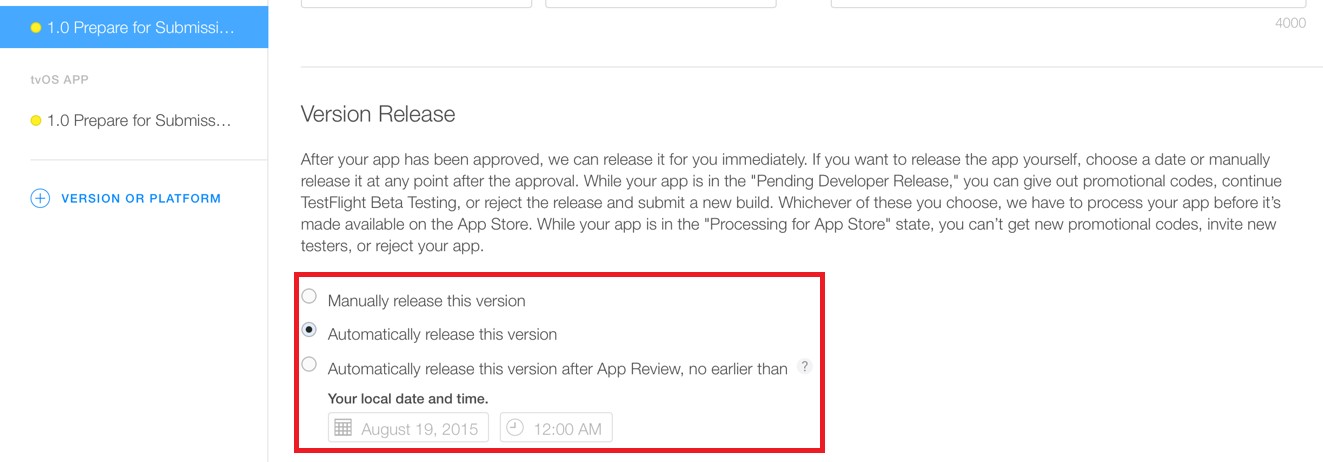 4000
1.0 Prepare for Submissi...
tvOS APP
1.0 Prepare for Submiss...
VERSION OR PLATFORM
Version Release
After your app has been approved, we can release it for you immediately. If you want to release the app yourself, choose a date or manually
release it at any point after the approval. While your app is in the "Pending Developer Release," you can give out promotional codes, continue
TestFlight Beta Testing, or reject the release and submit a new build. Whichever of these you choose, we have to process your app before it's
made available on the App Store. While your app is in the "Processing for App Store" state, you can't get new promotional codes, invite new
testers, or reject your app.
Manually release this version
Automatically release this version
Automatically release this version after App Review, no earlier than ?
Your local date and time.
August 19, 2015 12:00 AM